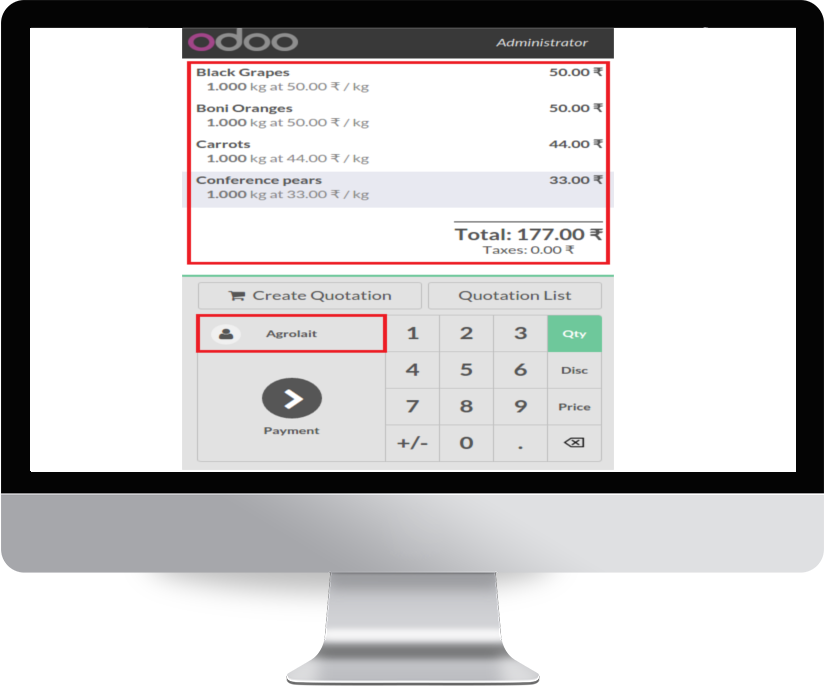 odoo
Administrator
Black Grapes 50.00 ₹
1.000 kg at 50.00 ₹ / kg
Boni Oranges 50.00 ₹
1.000 kg at 50.00 ₹ / kg
Carrots 44.00 ₹
1.000 kg at 44.00 ₹ / kg
Conference pears 33.00 ₹
1.000 kg at 33.00 ₹ / kg
Total: 177.00 ₹
Taxes: 0.00 ₹
Create Quotation
Quotation List
Agrolait
Payment
1 2 3 Qty
4 5 6 Disc
7 8 9 Price
+/- 0 .